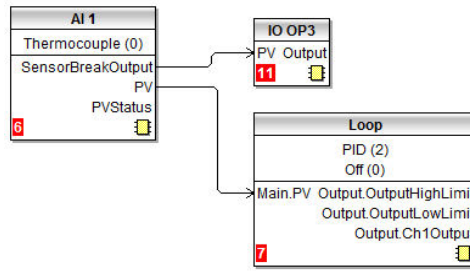 AI 1
Thermocouple (0)
SensorBreakOutput
PV
PVStatus
6
IO OP3
PV Output
11
Loop
PID (2)
Off (0)
Main.PV Output.OutputHighLimi
Output.OutputLowLimi
Output.Ch1Outpu
7